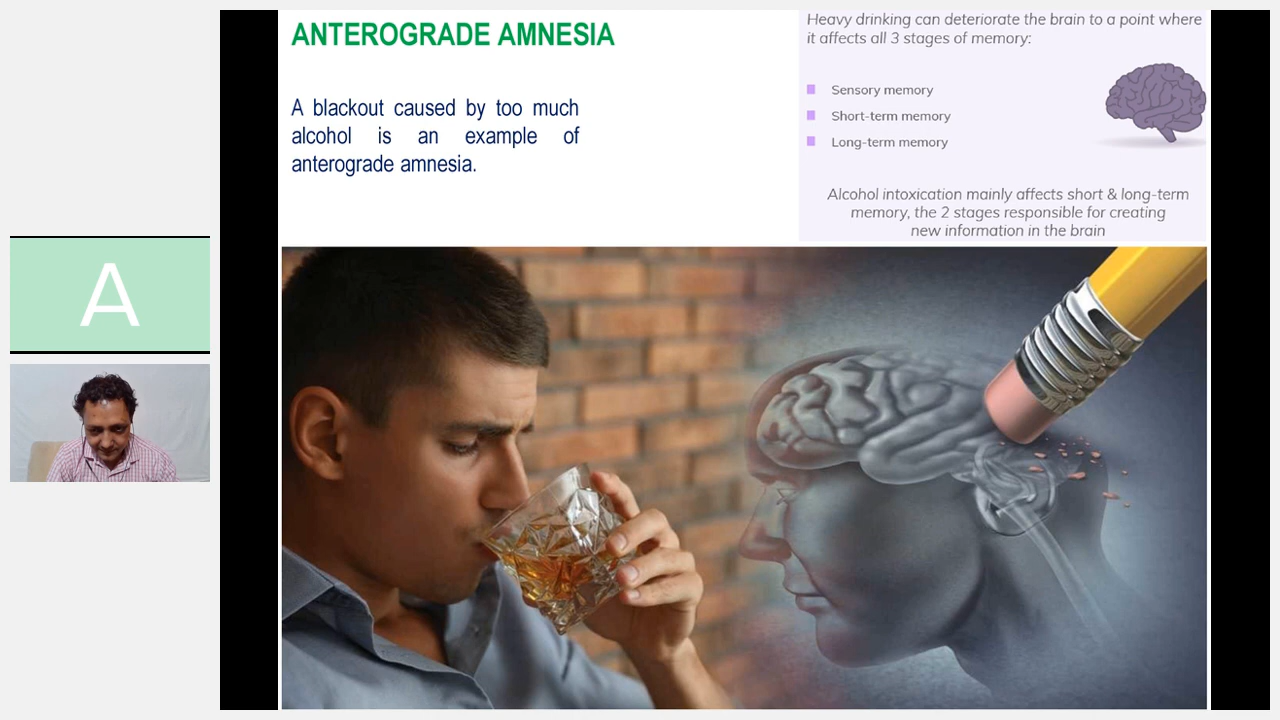 ANTEROGRADE AMNESIA
A blackout caused by too much
alcohol is an example of
anterograde amnesia.
Heavy drinking can deteriorate the brain to a point where
it affects all 3 stages of memory:
Sensory memory
Short-term memory
Long-term memory
Alcohol intoxication mainly affects short & long-term
memory, the 2 stages responsible for creating
new information in the brain
A